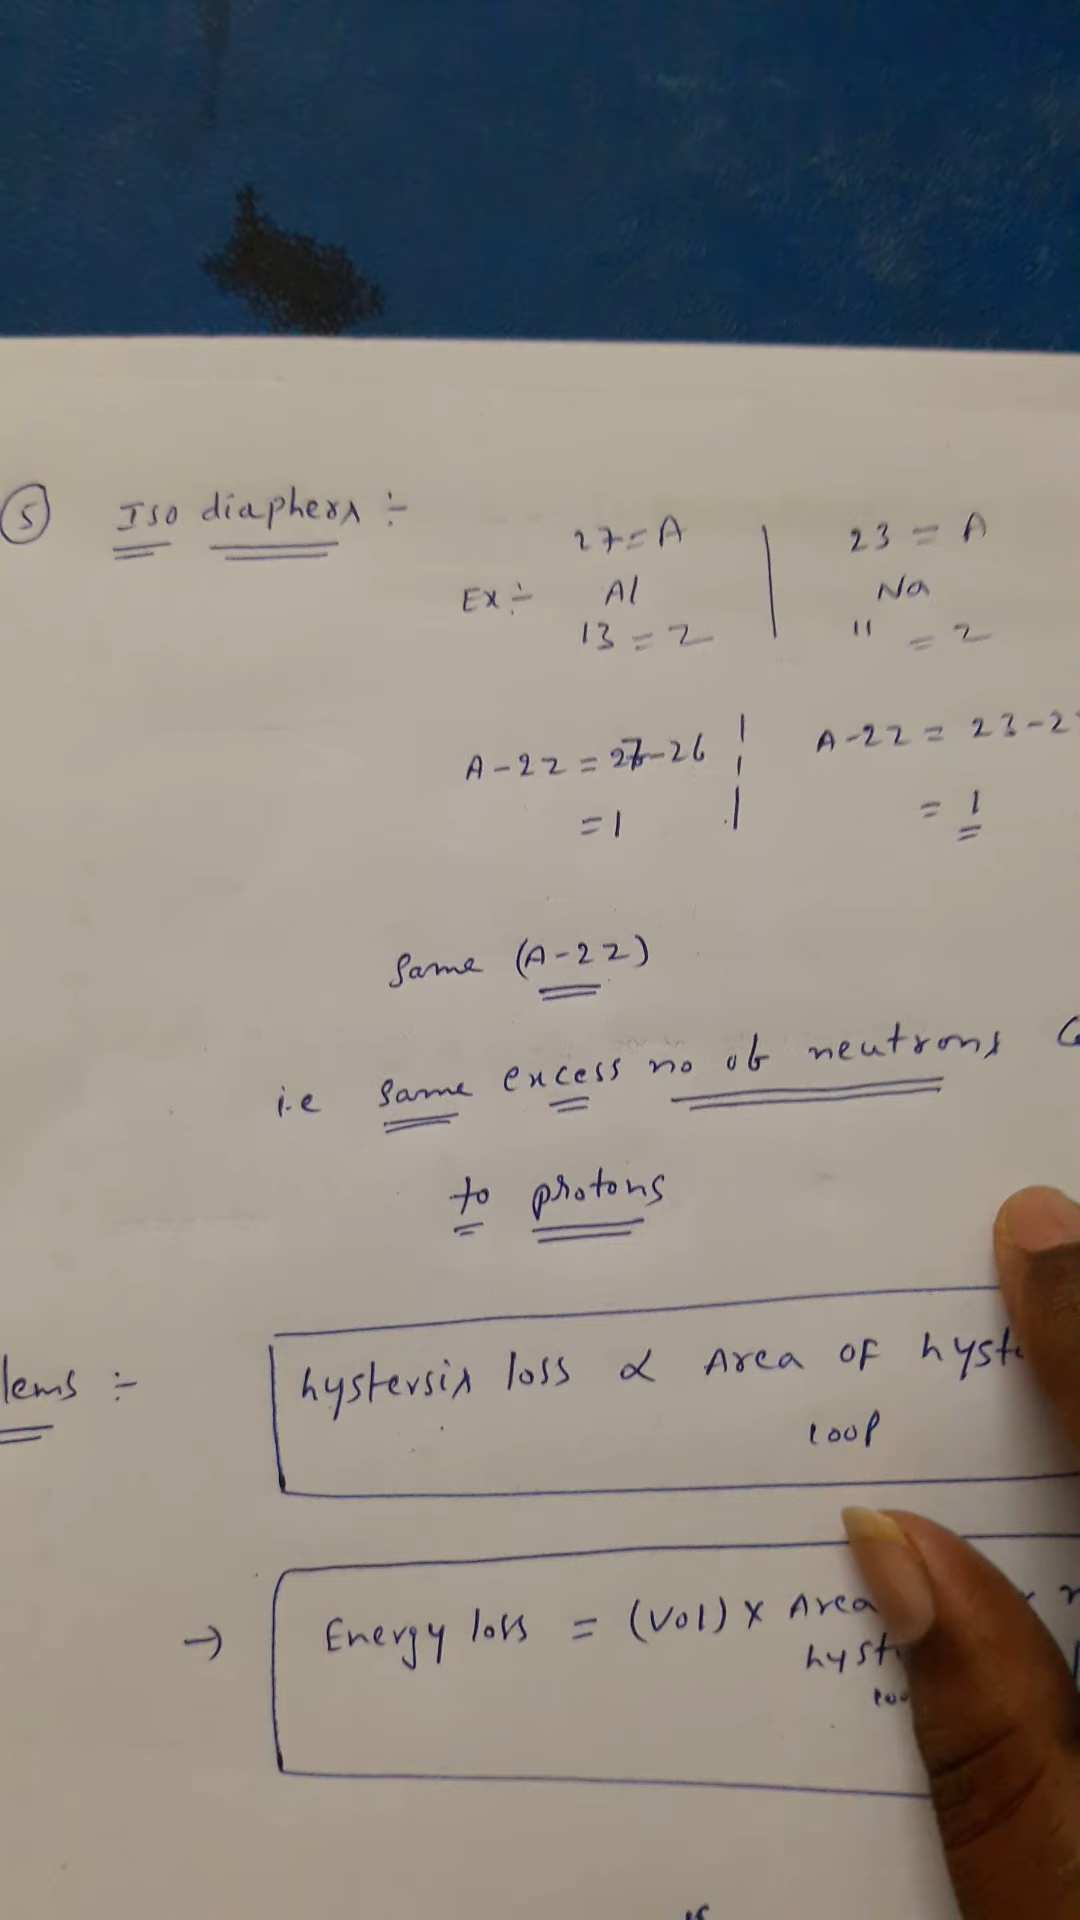 5 Iso diaphers :-
27 = A | 23 = A
Ex :- Al | Na
13 = Z | 11 = Z
A-2Z = 27-26 | A-2Z = 23-2
= 1 | = 1
Same (A-2Z)
i.e same excess no of neutrons
to protons
lems :-
hystersis loss ∝ Area OF hyst
loop
→ Energy loss = (Vol) x Area
hyst